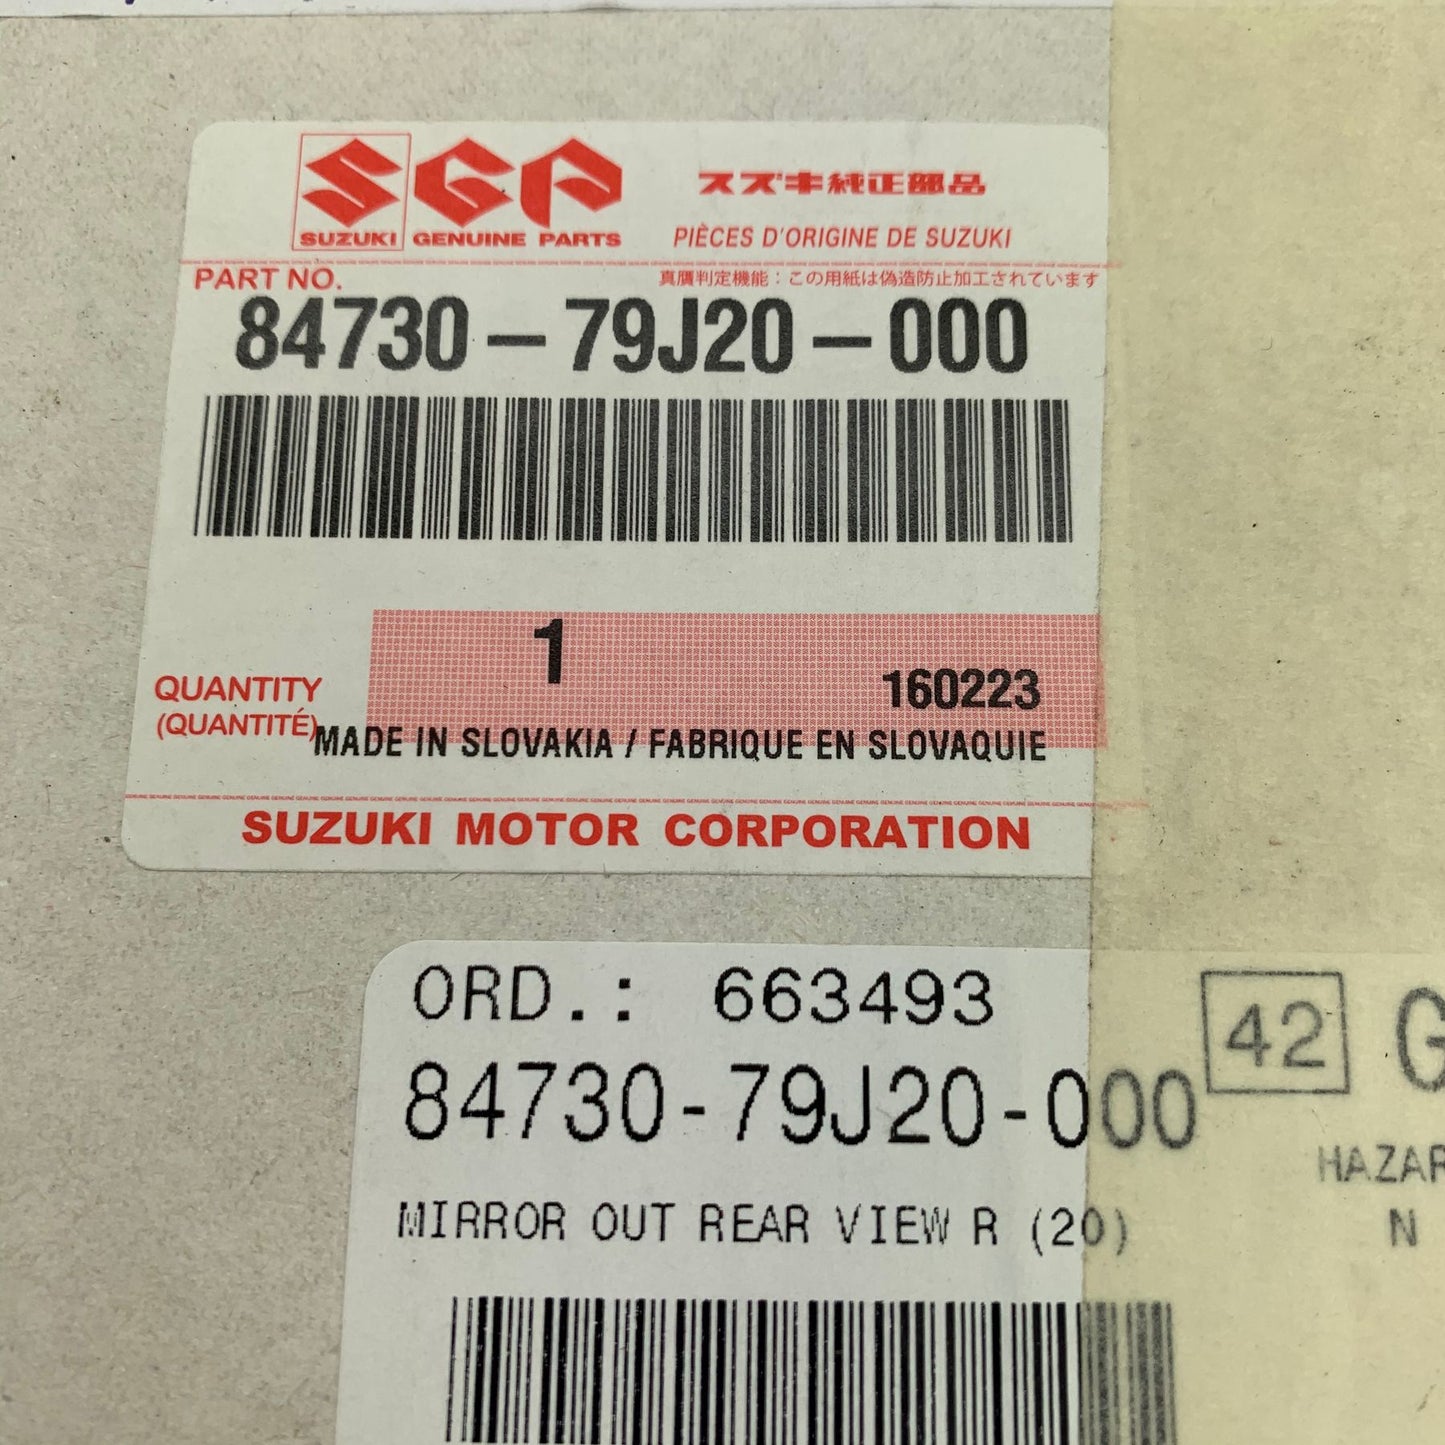 SGP
SUZUKI GENUINE PARTS
スズキ純正部品
PIÈCES D'ORIGINE DE SUZUKI
PART NO.
真贋判定機能：この用紙は偽造防止加工されています
84730-79J20-000
1
160223
QUANTITY
(QUANTITÉ)
MADE IN SLOVAKIA / FABRIQUE EN SLOVAQUIE
SUZUKI MOTOR CORPORATION
ORD.: 663493
42 G
84730-79J20-000
HAZAR
N
MIRROR OUT REAR VIEW R (20)